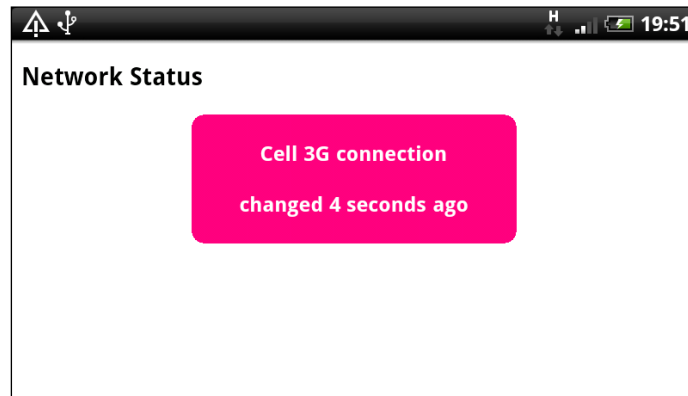 H 19:51
Network Status
Cell 3G connection
changed 4 seconds ago